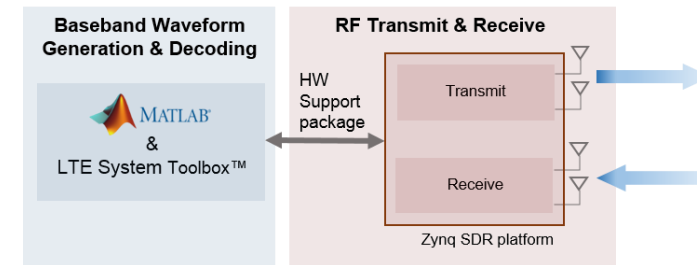 Baseband Waveform
Generation & Decoding
MATLAB®
&
LTE System Toolbox™
RF Transmit & Receive
HW
Support
package
Transmit
Receive
Zynq SDR platform